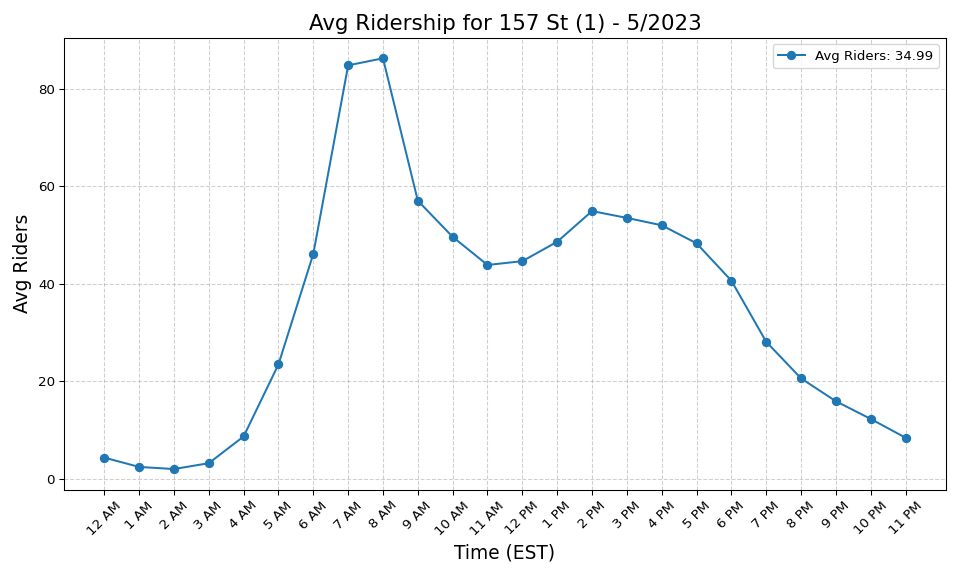 Avg Ridership for 157 St (1) - 5/2023
Avg Riders: 34.99
Avg Riders
80
60
40
20
0
12 AM
1 AM
2 AM
3 AM
4 AM
5 AM
6 AM
7 AM
8 AM
9 AM
10 AM
11 AM
12 PM
1 PM
2 PM
3 PM
4 PM
5 PM
6 PM
7 PM
8 PM
9 PM
10 PM
11 PM
Time (EST)